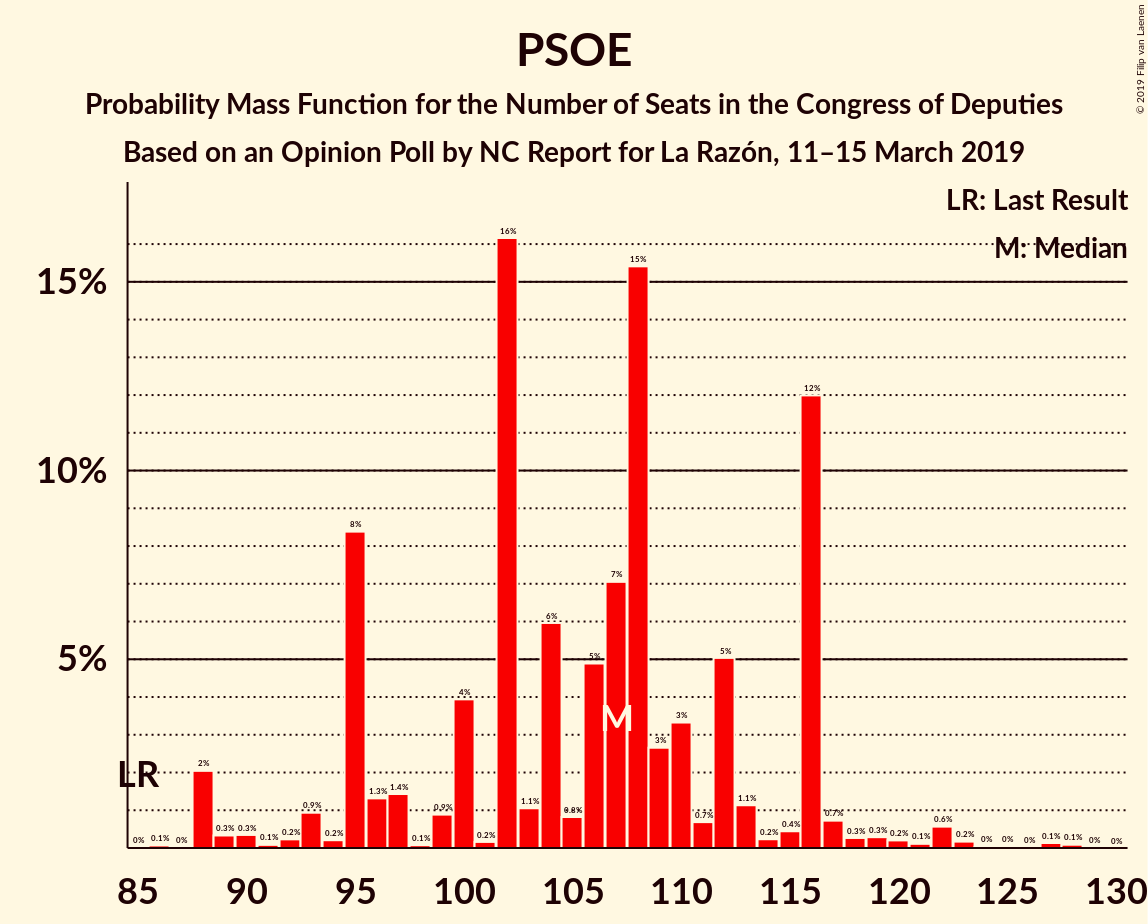 PSOE
Probability Mass Function for the Number of Seats in the Congress of Deputies
Based on an Opinion Poll by NC Report for La Razón, 11–15 March 2019
© 2019 Filip van Laenen
LR: Last Result
M: Median
15%
10%
5%
LR
M
0% 0.1% 0% 2% 0.3% 0.3% 0.1% 0.2% 0.9% 0.2% 8% 1.3% 1.4% 0.1% 0.9% 4% 0.2% 16% 1.1% 6% 0.8% 5% 7% 15% 3% 3% 0.7% 5% 1.1% 0.2% 0.4% 12% 0.7% 0.3% 0.3% 0.2% 0.1% 0.6% 0.2% 0% 0% 0% 0.1% 0.1% 0% 0%
85 90 95 100 105 110 115 120 125 130